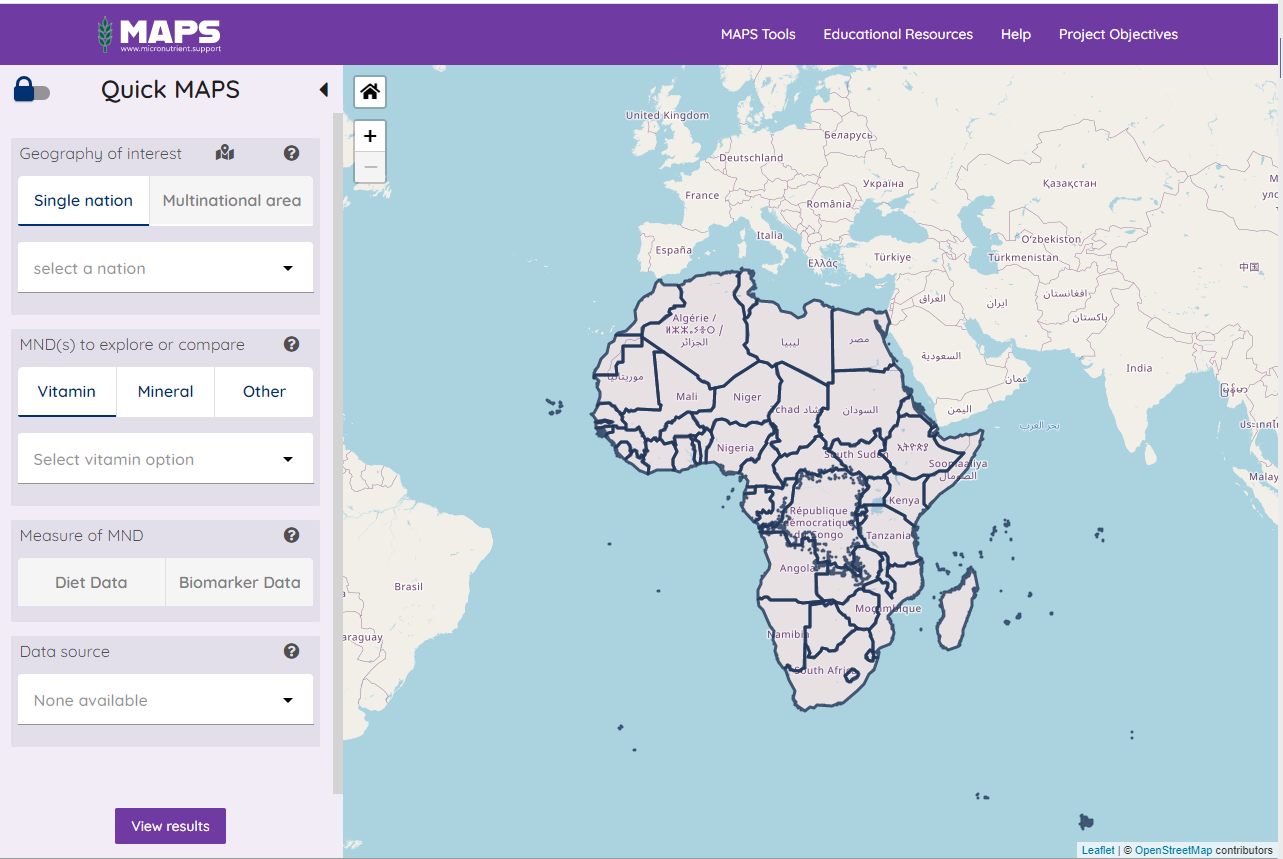 MAPS
www.micronutrient.support
MAPS Tools
Educational Resources
Help
Project Objectives
Quick MAPS
Geography of interest
Single nation
Multinational area
select a nation
MND(s) to explore or compare
Vitamin
Mineral
Other
Select vitamin option
Measure of MND
Diet Data
Biomarker Data
Data source
None available
View results
+
−
United Kingdom
Беларусь
Deutschland
Україна
Қазақстан
France
România
Italia
España
Ελλάς
Türkiye
Oʻzbekiston
Türkmenistan
中国
العراق
ایران
افغانستان
پاکستان
Algérie /
الجزائر
ليبيا
مصر
السعودية
عمان
India
موريتانيا
Mali
Niger
Tchad تشاد
السودان
اليمن
بحر العرب
Nigeria
South Sudan
Soomaaliya
الصومال
Kenya
République
démocratique
du Congo
Tanzania
Angola
Brasil
Moçambique
Namibia
South Africa
Malay
Leaflet | © OpenStreetMap contributors